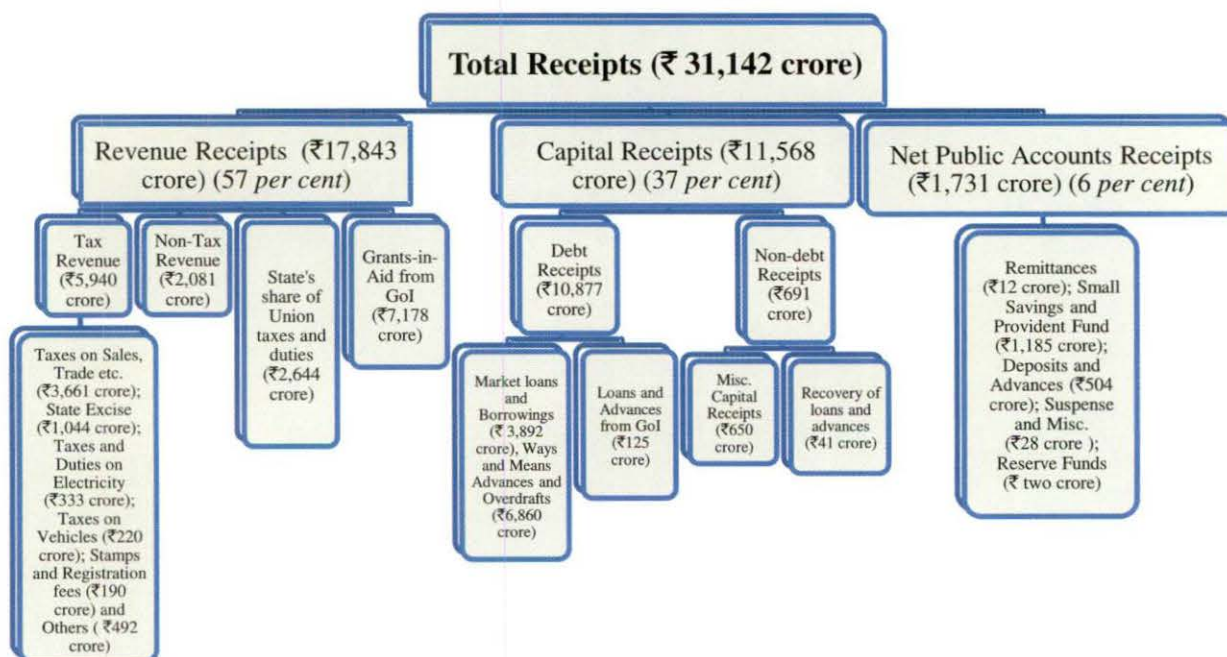 Total Receipts (₹ 31,142 crore)
Revenue Receipts (₹17,843
crore) (57 per cent)
Capital Receipts (₹11,568
crore) (37 per cent)
Net Public Accounts Receipts
(₹1,731 crore) (6 per cent)
Tax
Revenue
(₹5,940
crore)
Non-Tax
Revenue
(₹2,081
crore)
State's
share of
Union
taxes and
duties
(₹2,644
crore)
Grants-in-
Aid from
GoI
(₹7,178
crore)
Debt
Receipts
(₹10,877
crore)
Non-debt
Receipts
(₹691
crore)
Remittances
(₹12 crore); Small
Savings and
Provident Fund
(₹1,185 crore);
Deposits and
Advances (₹504
crore); Suspense
and Misc.
(₹28 crore );
Reserve Funds
(₹ two crore)
Taxes on Sales,
Trade etc.
(₹3,661 crore);
State Excise
(₹1,044 crore);
Taxes and
Duties on
Electricity
(₹333 crore);
Taxes on
Vehicles (₹220
crore); Stamps
and Registration
fees (₹190
crore) and
Others ( ₹492
crore)
Market loans
and
Borrowings
(₹ 3,892
crore), Ways
and Means
Advances and
Overdrafts
(₹6,860
crore)
Loans and
Advances
from GoI
(₹125
crore)
Misc.
Capital
Receipts
(₹650
crore)
Recovery of
loans and
advances
(₹41 crore)